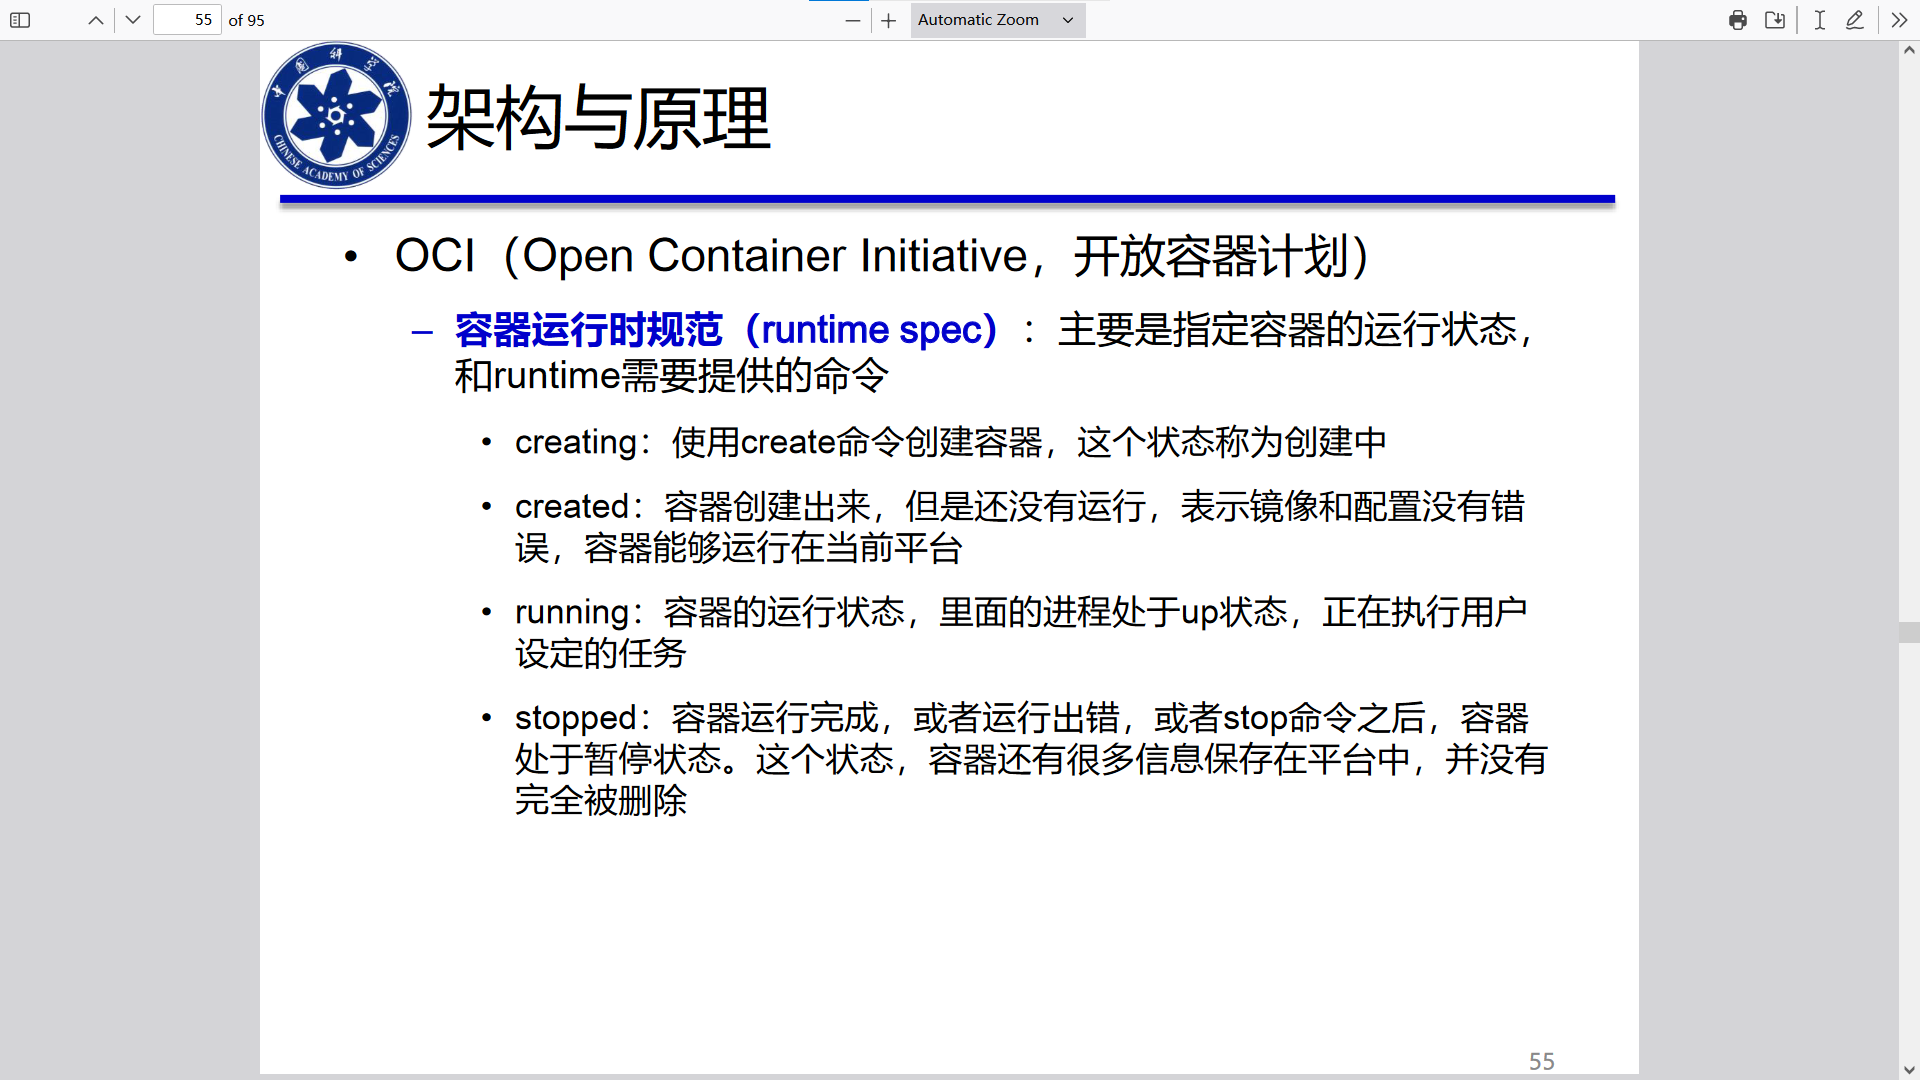 55 of 95
Automatic Zoom
中国科学院
CHINESE ACADEMY OF SCIENCES
架构与原理
• OCI（Open Container Initiative，开放容器计划）
– 容器运行时规范（runtime spec）：主要是指定容器的运行状态，
和runtime需要提供的命令
• creating：使用create命令创建容器，这个状态称为创建中
• created：容器创建出来，但是还没有运行，表示镜像和配置没有错
误，容器能够运行在当前平台
• running：容器的运行状态，里面的进程处于up状态，正在执行用户
设定的任务
• stopped：容器运行完成，或者运行出错，或者stop命令之后，容器
处于暂停状态。这个状态，容器还有很多信息保存在平台中，并没有
完全被删除
55